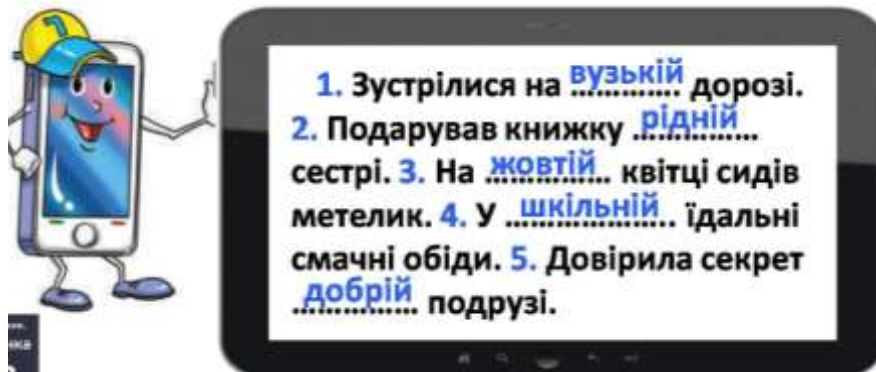 1. Зустрілися на вузькій дорозі.
2. Подарував книжку рідній
сестрі. 3. На жовтій квітці сидів
метелик. 4. У шкільній їдальні
смачні обіди. 5. Довірила секрет
добрій подрузі.